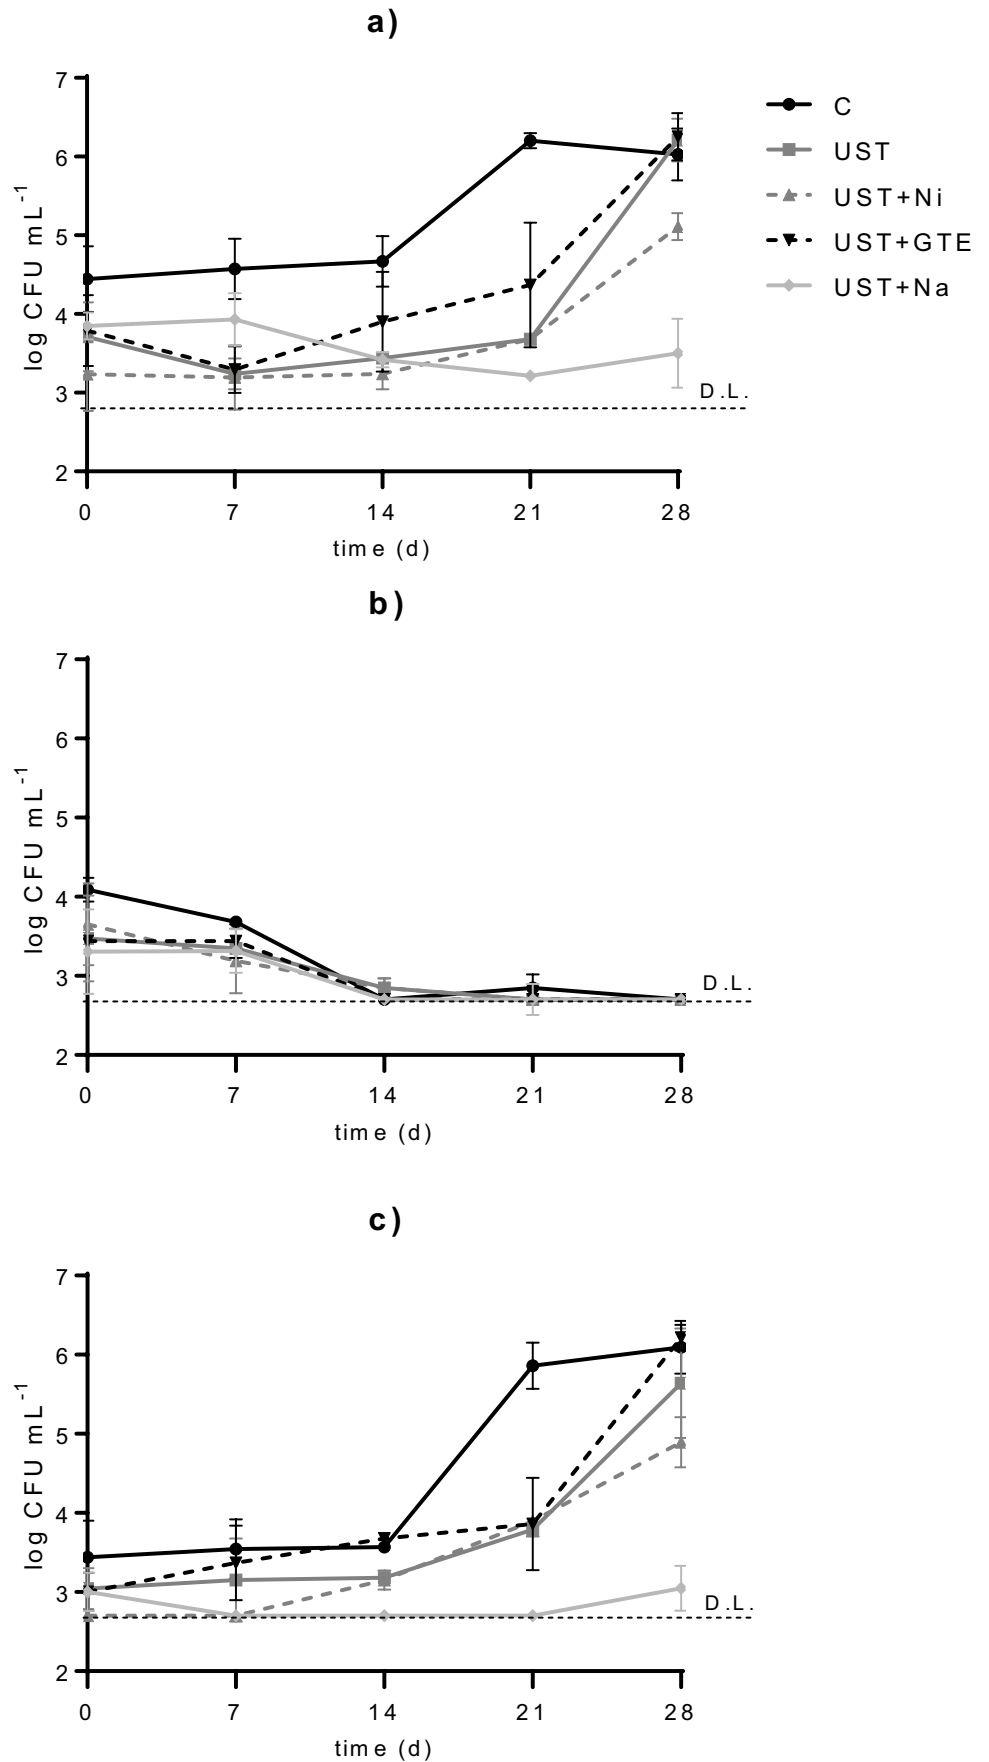 a)
7
6
5
4
3
2
log CFU mL-1
0 7 14 21 28
time (d)
D.L.
C
UST
UST+Ni
UST+GTE
UST+Na
b)
7
6
5
4
3
2
log CFU mL-1
0 7 14 21 28
time (d)
D.L.
c)
7
6
5
4
3
2
log CFU mL-1
0 7 14 21 28
time (d)
D.L.